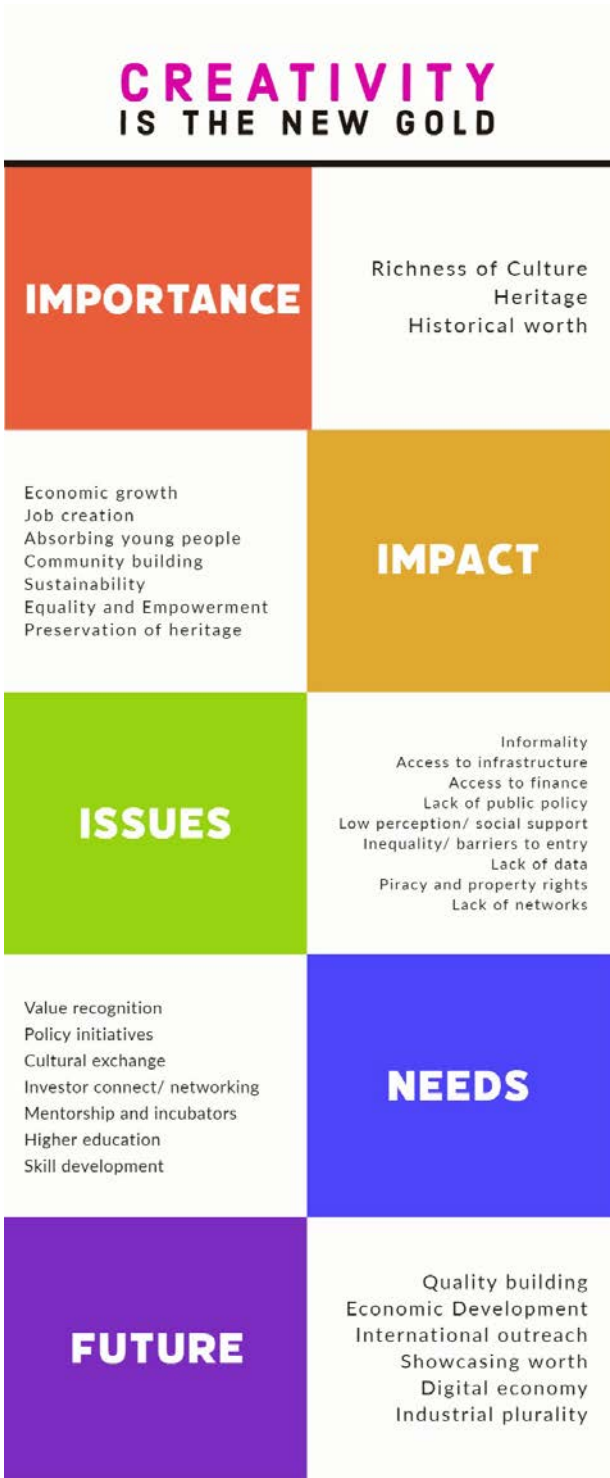 CREATIVITY
IS THE NEW GOLD
IMPORTANCE
Richness of Culture
Heritage
Historical worth
Economic growth
Job creation
Absorbing young people
Community building
Sustainability
Equality and Empowerment
Preservation of heritage
IMPACT
ISSUES
Informality
Access to infrastructure
Access to finance
Lack of public policy
Low perception/ social support
Inequality/ barriers to entry
Lack of data
Piracy and property rights
Lack of networks
Value recognition
Policy initiatives
Cultural exchange
Investor connect/ networking
Mentorship and incubators
Higher education
Skill development
NEEDS
FUTURE
Quality building
Economic Development
International outreach
Showcasing worth
Digital economy
Industrial plurality